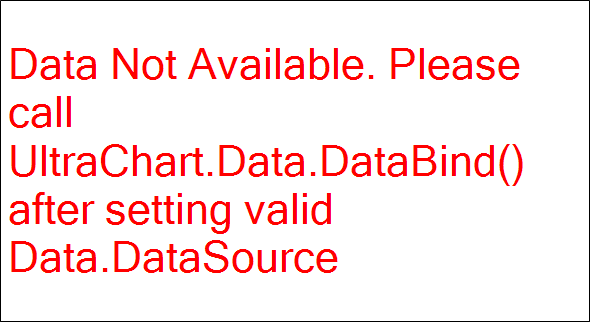 Data Not Available. Please
call
UltraChart.Data.DataBind()
after setting valid
Data.DataSource